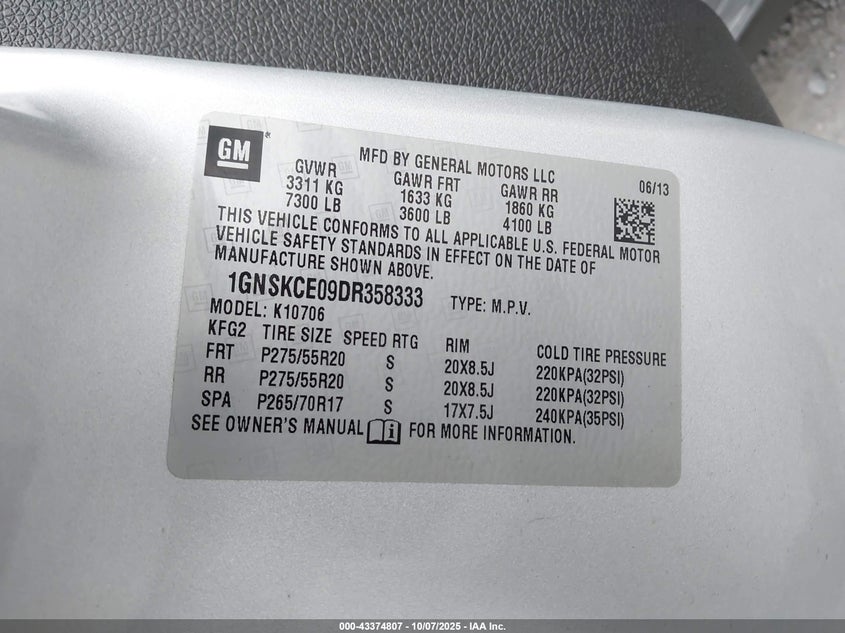 GM
MFD BY GENERAL MOTORS LLC
GVWR GAWR FRT GAWR RR 06/13
3311 KG 1633 KG 1860 KG
7300 LB 3600 LB 4100 LB
THIS VEHICLE CONFORMS TO ALL APPLICABLE U.S. FEDERAL MOTOR
VEHICLE SAFETY STANDARDS IN EFFECT ON THE DATE OF
MANUFACTURE SHOWN ABOVE.
1GNSKCE09DR358333 TYPE: M.P.V.
MODEL: K10706
KFG2 TIRE SIZE SPEED RTG RIM COLD TIRE PRESSURE
FRT P275/55R20 S 20X8.5J 220KPA(32PSI)
RR P275/55R20 S 20X8.5J 220KPA(32PSI)
SPA P265/70R17 S 17X7.5J 240KPA(35PSI)
SEE OWNER'S MANUAL i FOR MORE INFORMATION.
000-43374807 - 10/07/2025 - IAA Inc.